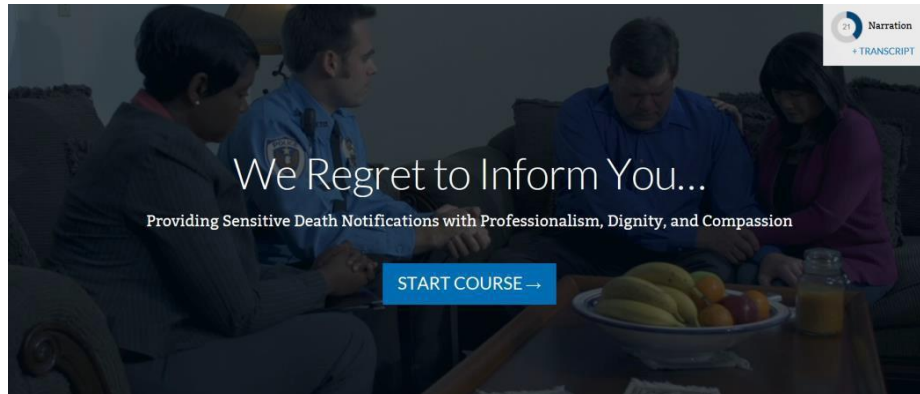 21 Narration
+ TRANSCRIPT
We Regret to Inform You...
Providing Sensitive Death Notifications with Professionalism, Dignity, and Compassion
START COURSE →